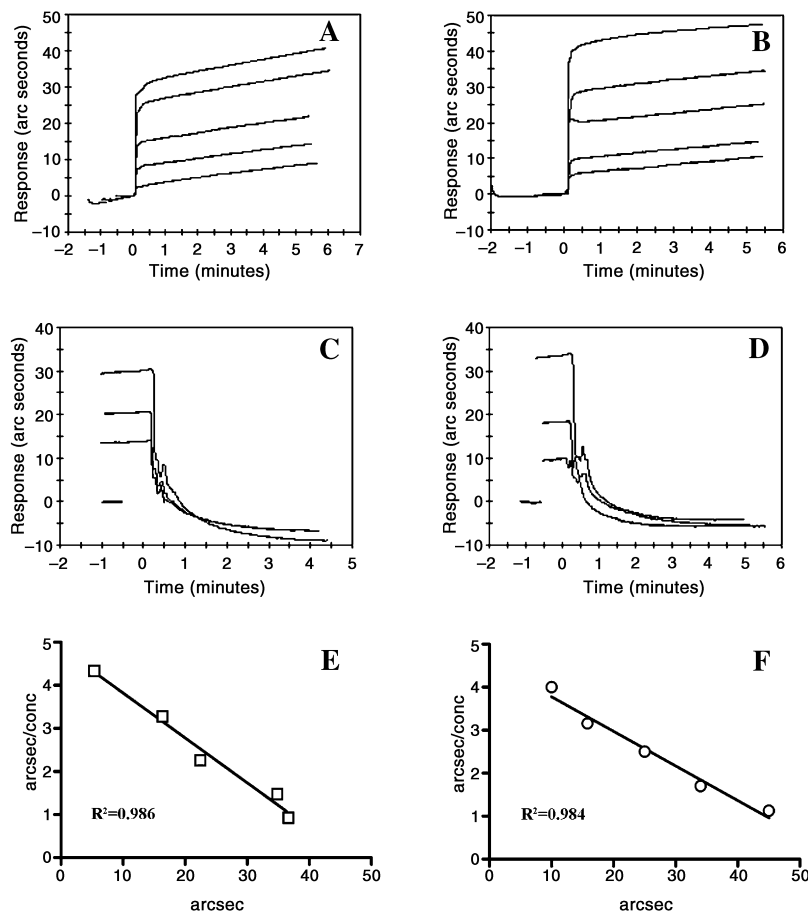 A
Response (arc seconds)
50
40
30
20
10
0
−10
−2 −1 0 1 2 3 4 5 6 7
Time (minutes)
B
Response (arc seconds)
50
40
30
20
10
0
−10
−2 −1 0 1 2 3 4 5 6
Time (minutes)
C
Response (arc seconds)
40
30
20
10
0
−10
−2 −1 0 1 2 3 4 5
Time (minutes)
D
Response (arc seconds)
40
30
20
10
0
−10
−2 −1 0 1 2 3 4 5 6
Time (minutes)
E
arcsec/conc
5
4
3
2
1
0
R²=0.986
0 10 20 30 40 50
arcsec
F
arcsec/conc
5
4
3
2
1
0
R²=0.984
0 10 20 30 40 50
arcsec